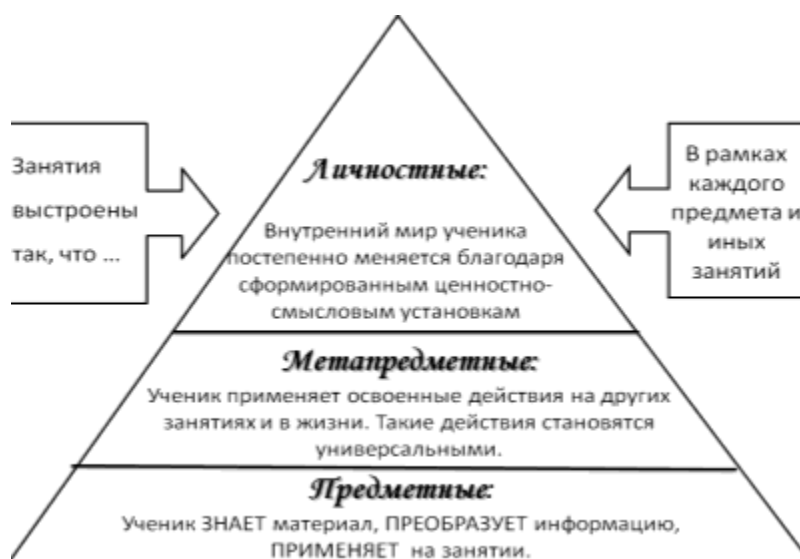 Занятия
выстроены
так, что ...
Личностные:
Внутренний мир ученика
постепенно меняется благодаря
сформированным ценностно-
смысловым установкам
В рамках
каждого
предмета и
иных
занятий
Метапредметные:
Ученик применяет освоенные действия на других
занятиях и в жизни. Такие действия становятся
универсальными.
Предметные:
Ученик ЗНАЕТ материал, ПРЕОБРАЗУЕТ информацию,
ПРИМЕНЯЕТ на занятии.